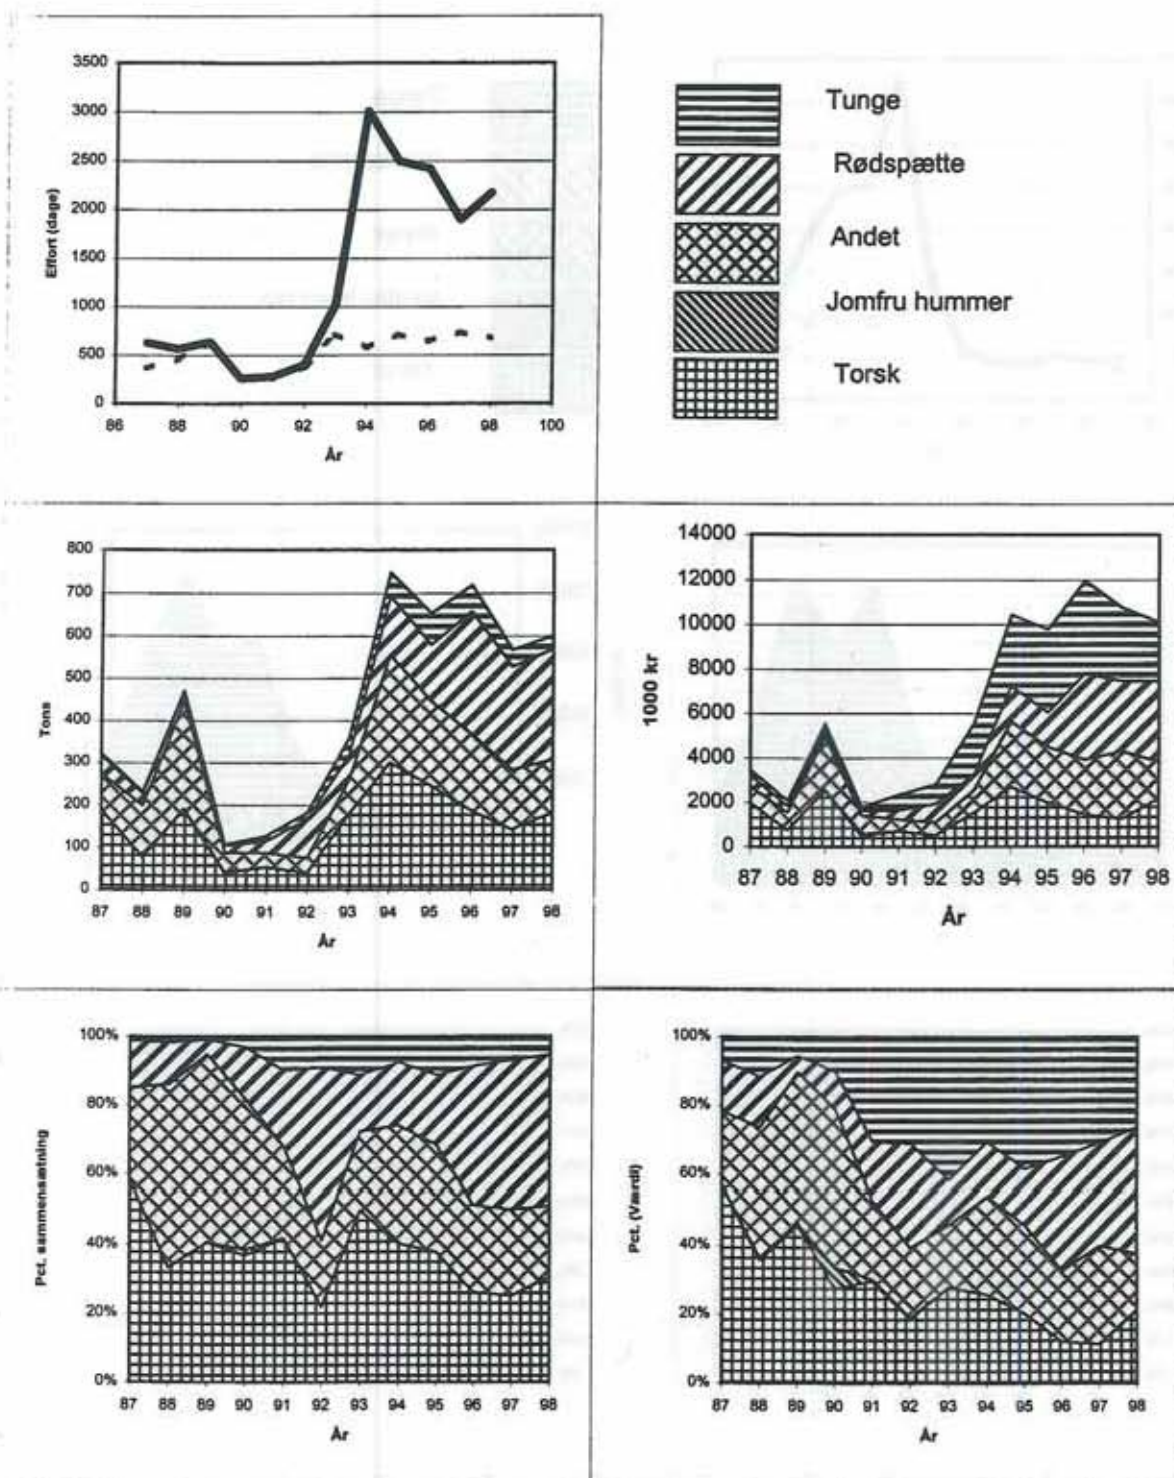 3500
3000
2500
2000
1500
1000
500
0
Effort (dage)
86 88 90 92 94 96 98 100
År
Tunge
Rødspætte
Andet
Jomfru hummer
Torsk
800
700
600
500
400
300
200
100
0
Tons
87 88 89 90 91 92 93 94 95 96 97 98
År
14000
12000
10000
8000
6000
4000
2000
0
1000 kr
87 88 89 90 91 92 93 94 95 96 97 98
År
100%
80%
60%
40%
20%
0%
Pct. sammensætning
87 88 89 90 91 92 93 94 95 96 97 98
År
100%
80%
60%
40%
20%
0%
Pct. (Værdi)
87 88 89 90 91 92 93 94 95 96 97 98
År